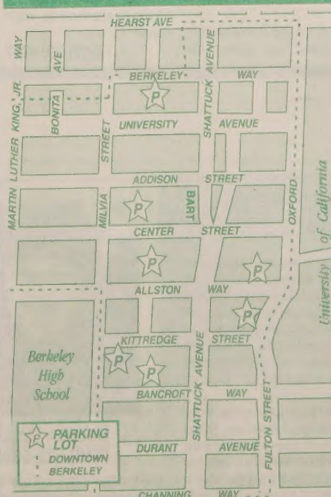 HEARST AVE
WAY
AVE
SHATTUCK AVENUE
BERKELEY WAY
P
MARTIN LUTHER KING, JR.
BONITA
STREET
UNIVERSITY AVENUE
ADDISON STREET
OXFORD
University of California
MILVIA
P
BART
CENTER STREET
P
P
ALLSTON WAY
P
KITTREDGE STREET
P
P
Berkeley
High
School
SHATTUCK AVENUE
BANCROFT WAY
FULTON STREET
P PARKING
LOT
DOWNTOWN
BERKELEY
DURANT AVENUE
CHANNING WAY